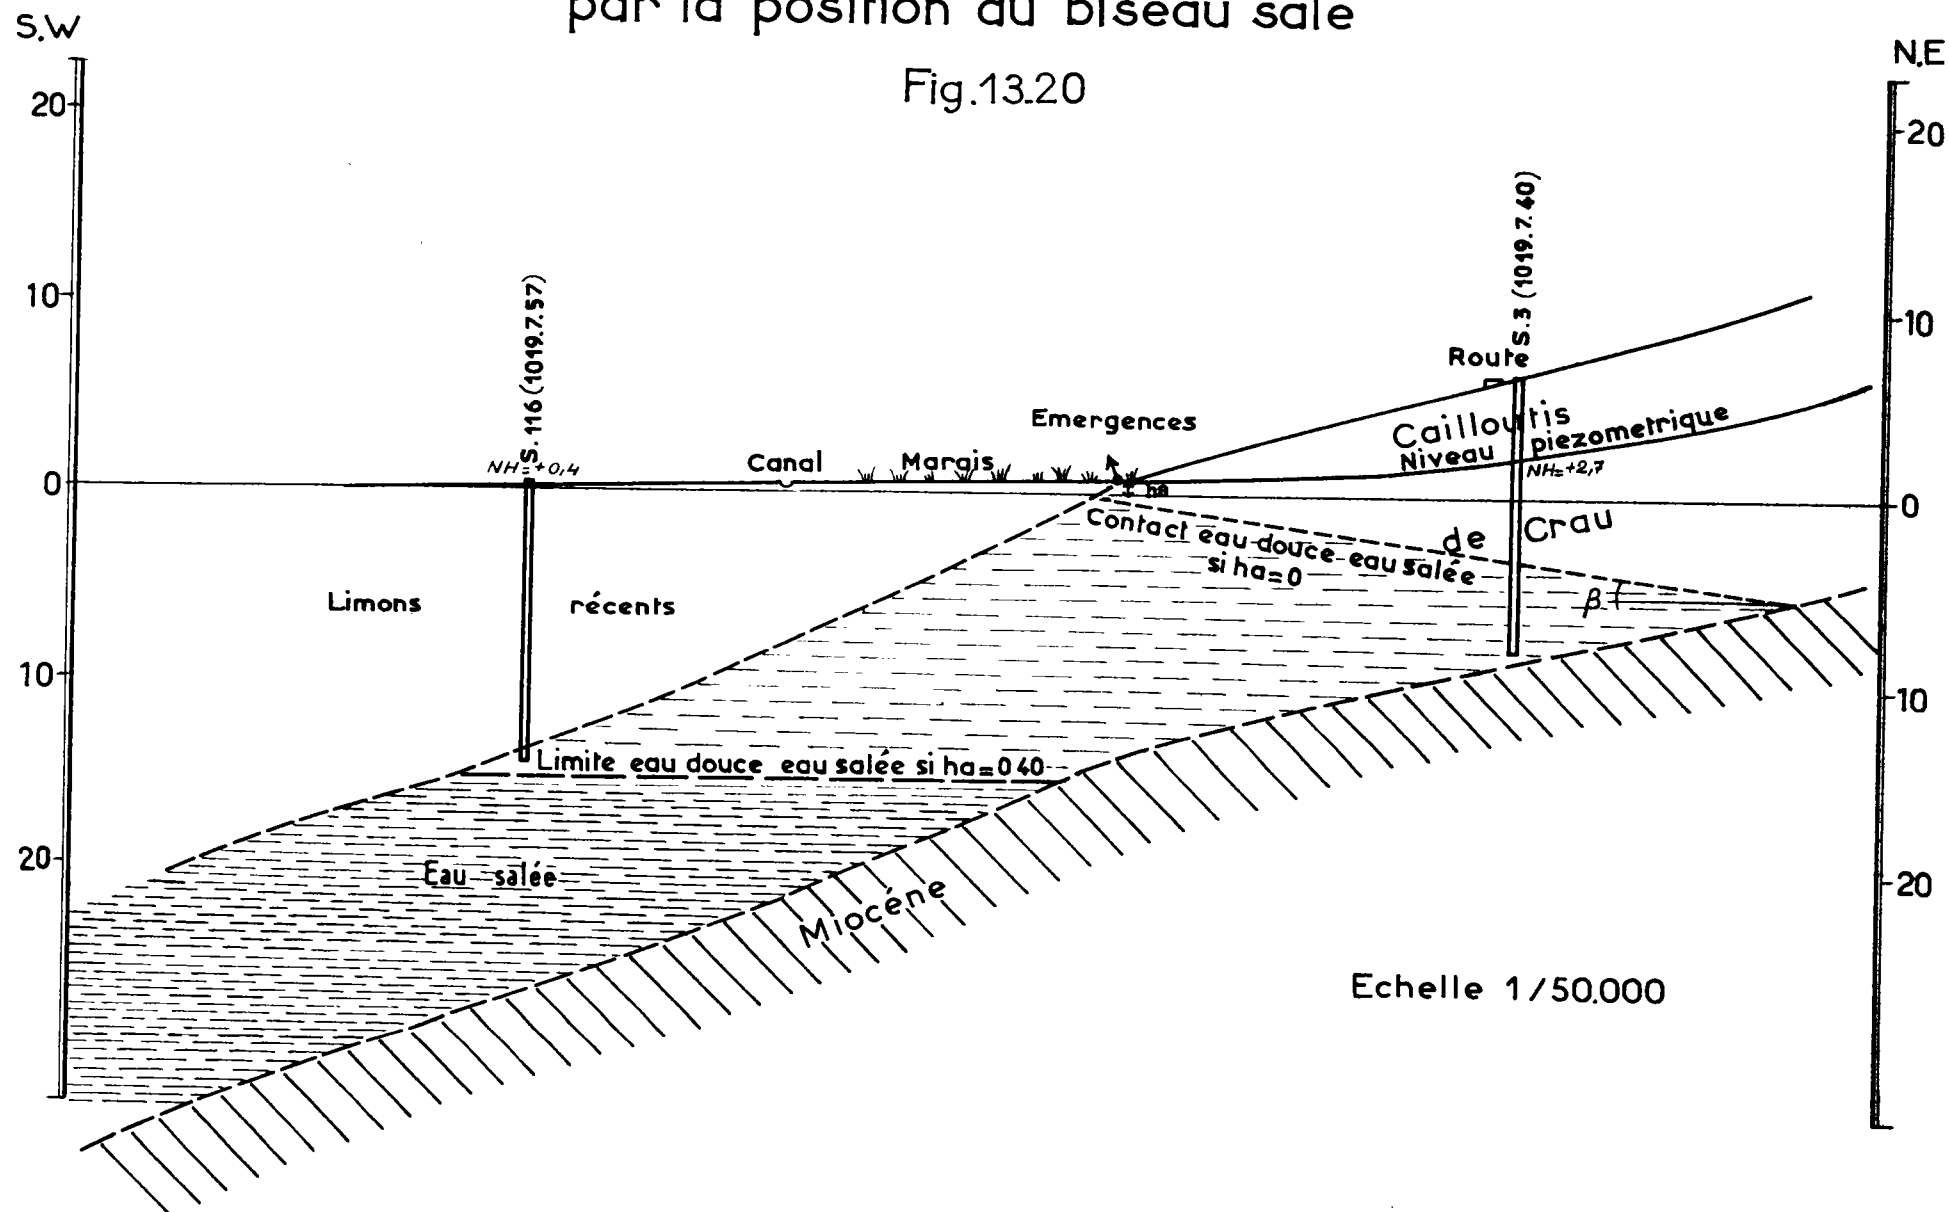 par la position du biseau salé
S.W
N.E
Fig.13.20
20
20
10
10
0
0
10
10
20
20
S.116 (1019.7.57)
NH=+0,4
S.3 (1019.7.40)
Route
Emergences
Canal
Marais
ha
Cailloutis
Niveau piezometrique
NH=+2,7
de Crau
Contact eau douce-eau salée
si ha=0
β
Limons récents
Limite eau douce eau salée si ha=040
Eau salée
Miocéne
Echelle 1/50.000